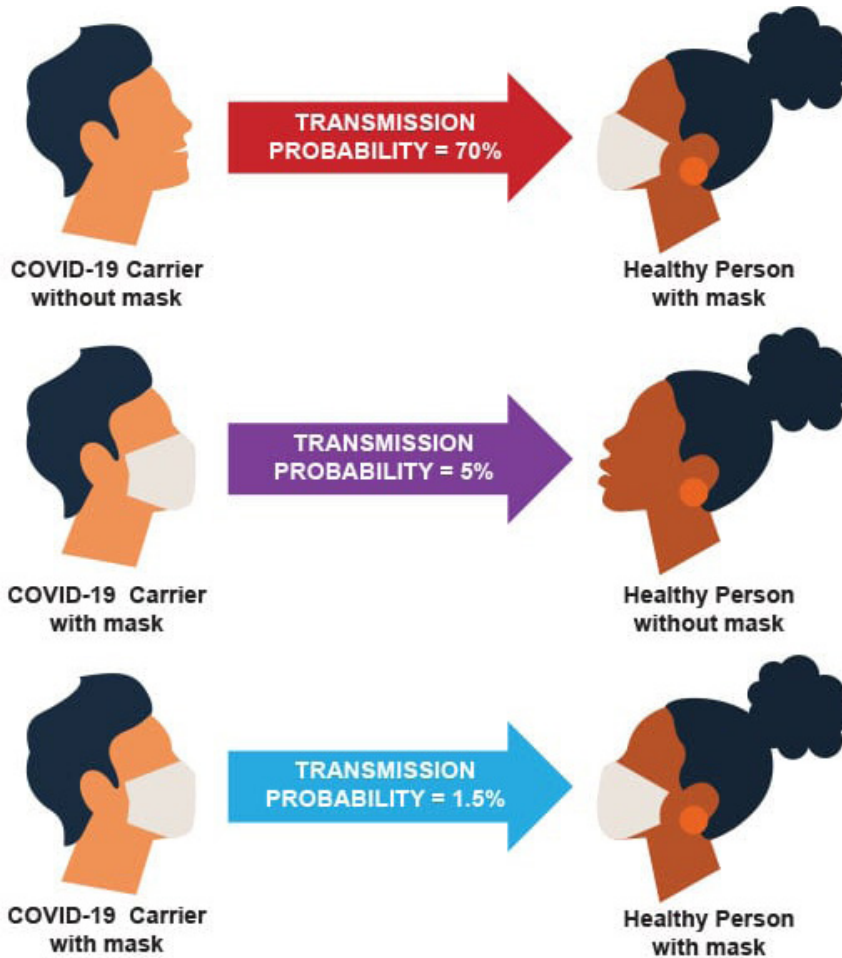 TRANSMISSION
PROBABILITY = 70%
COVID-19 Carrier
without mask
Healthy Person
with mask
TRANSMISSION
PROBABILITY = 5%
COVID-19 Carrier
with mask
Healthy Person
without mask
TRANSMISSION
PROBABILITY = 1.5%
COVID-19 Carrier
with mask
Healthy Person
with mask